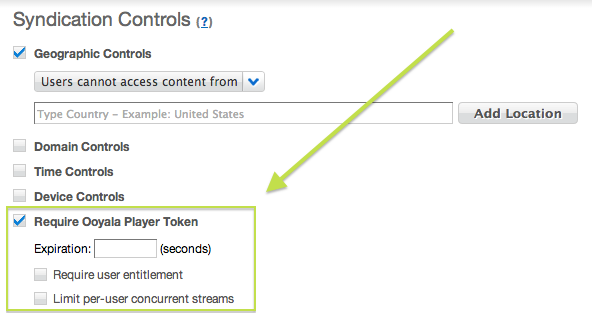 Syndication Controls (?)
Geographic Controls
Users cannot access content from
Type Country – Example: United States
Add Location
Domain Controls
Time Controls
Device Controls
Require Ooyala Player Token
Expiration: (seconds)
Require user entitlement
Limit per-user concurrent streams